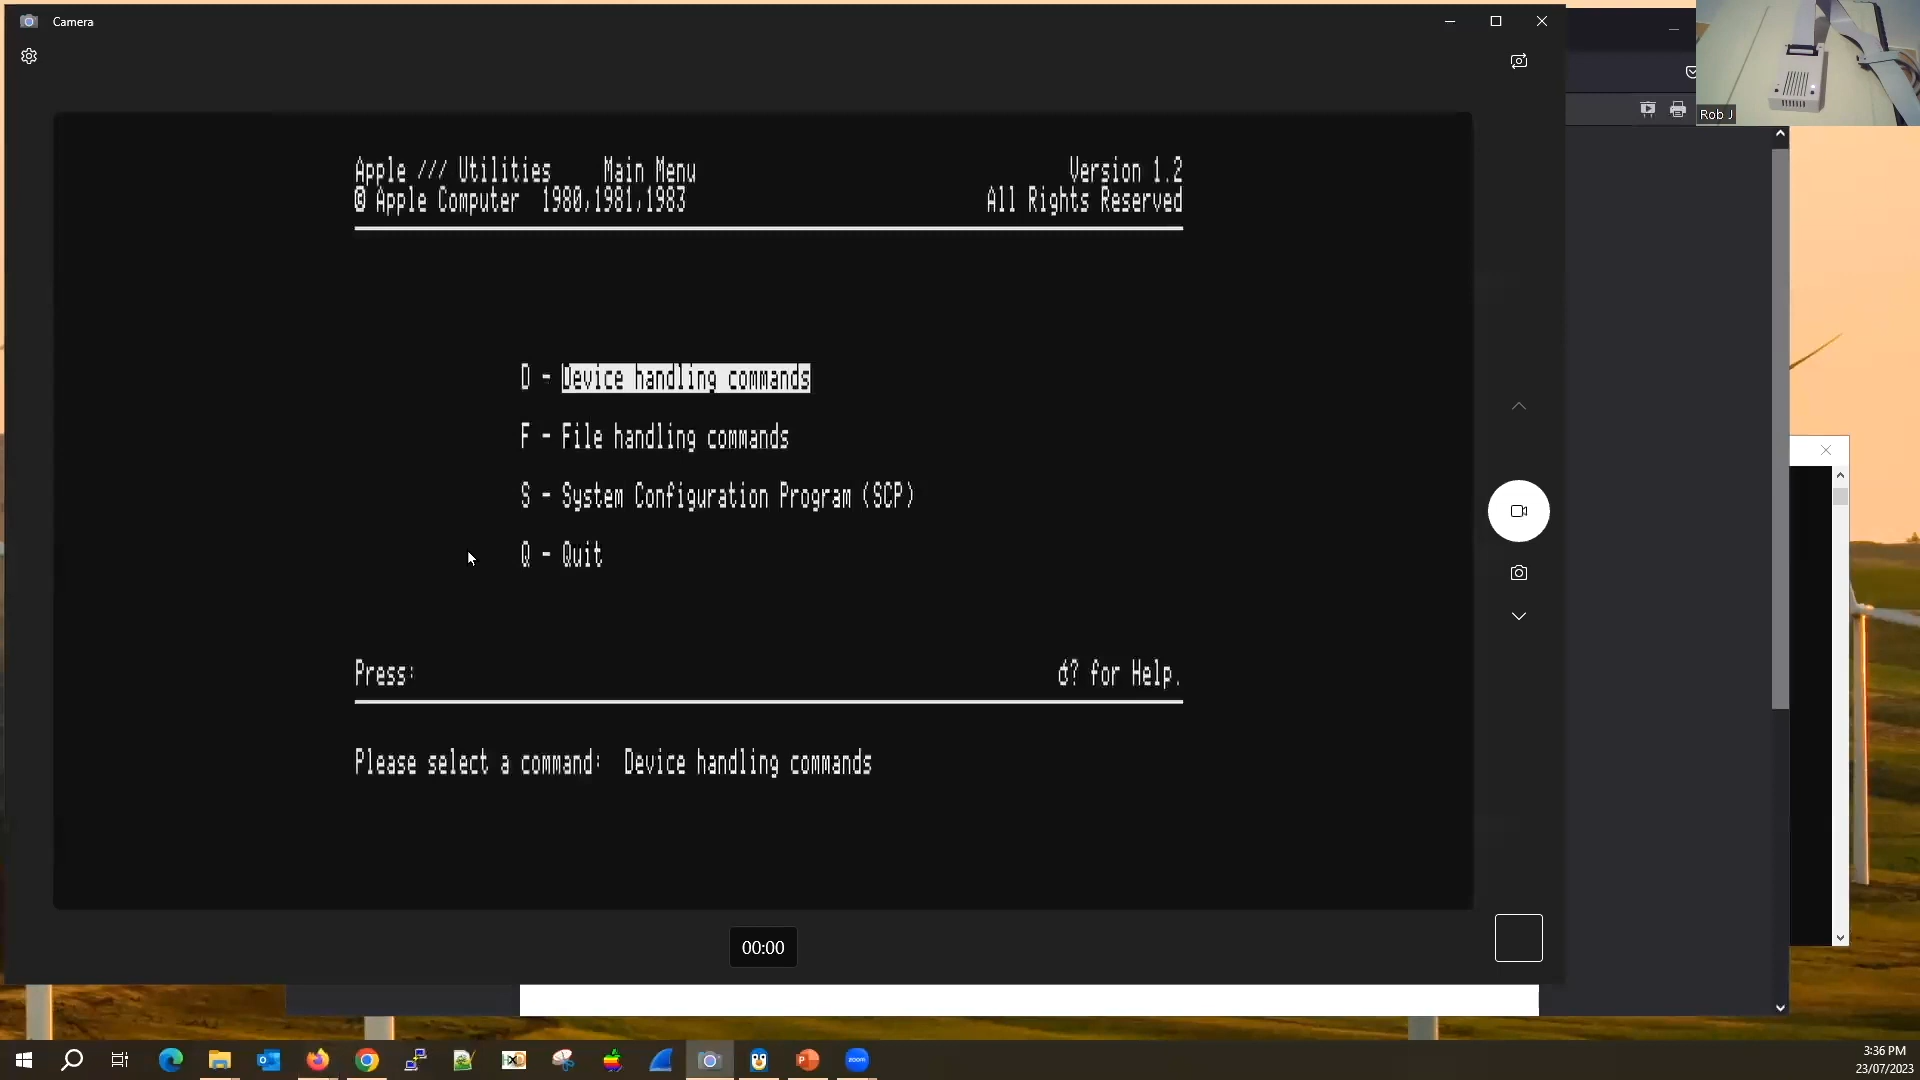 Camera
Rob J
Apple /// Utilities Main Menu Version 1.2
© Apple Computer 1980,1981,1983 All Rights Reserved
D - Device handling commands
F - File handling commands
S - System Configuration Program (SCP)
Q - Quit
Press: ? for Help.
Please select a command: Device handling commands
00:00
HXD
P
zoom
3:36 PM
23/07/2023